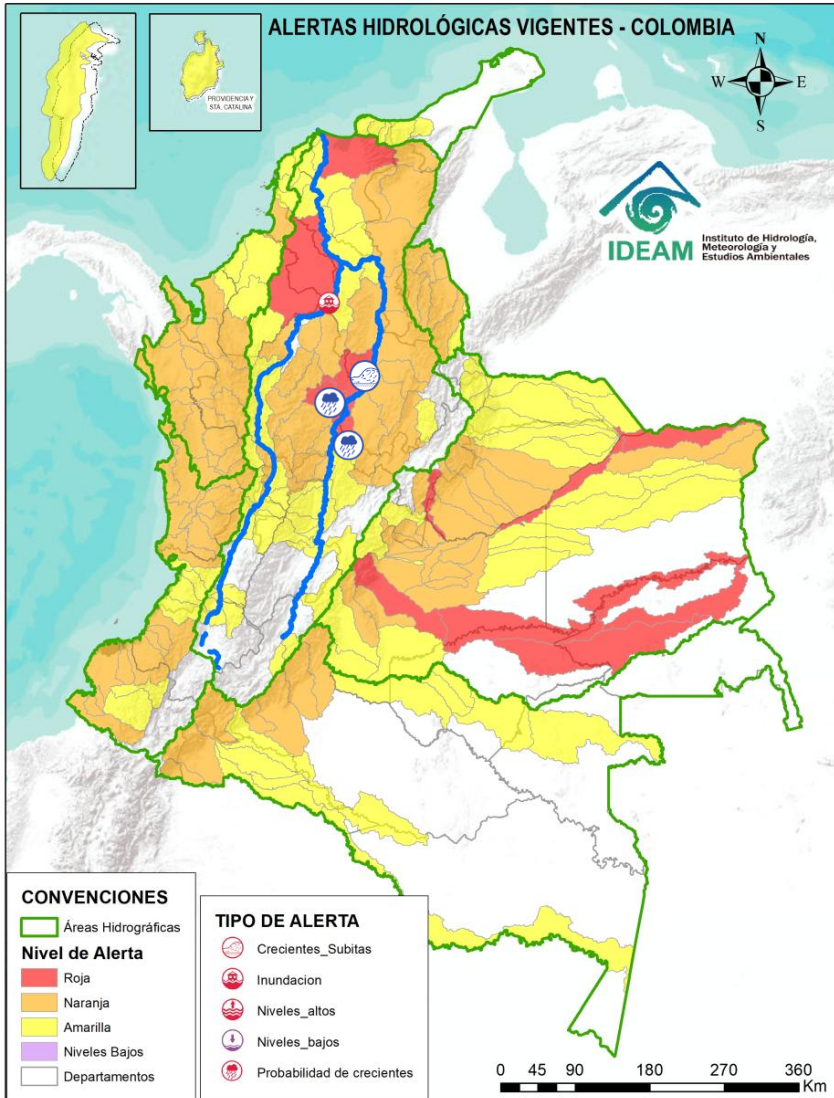 ALERTAS HIDROLÓGICAS VIGENTES - COLOMBIA
PROVIDENCIA Y
STA. CATALINA
N
W
E
S
IDEAM
Instituto de Hidrología,
Meteorología y
Estudios Ambientales
CONVENCIONES
Áreas Hidrográficas
Nivel de Alerta
Roja
Naranja
Amarilla
Niveles Bajos
Departamentos
TIPO DE ALERTA
Crecientes_Subitas
Inundacion
Niveles_altos
Niveles_bajos
Probabilidad de crecientes
0 45 90 180 270 360
Km